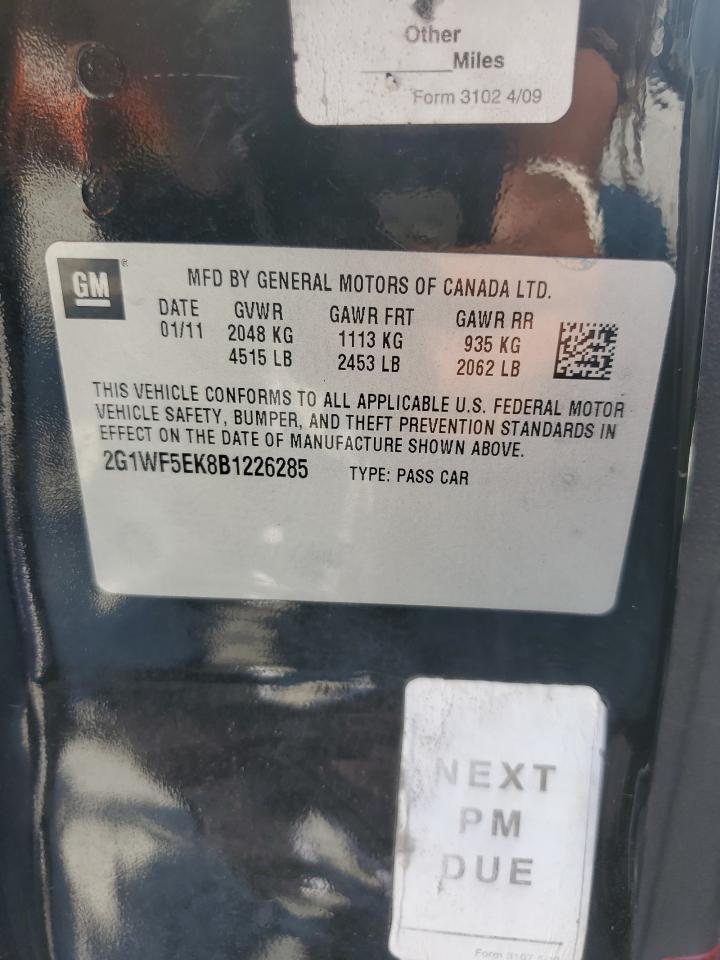 Other
______Miles
Form 3102 4/09
GM®
MFD BY GENERAL MOTORS OF CANADA LTD.
DATE GVWR GAWR FRT GAWR RR
01/11 2048 KG 1113 KG 935 KG
4515 LB 2453 LB 2062 LB
THIS VEHICLE CONFORMS TO ALL APPLICABLE U.S. FEDERAL MOTOR
VEHICLE SAFETY, BUMPER, AND THEFT PREVENTION STANDARDS IN
EFFECT ON THE DATE OF MANUFACTURE SHOWN ABOVE.
2G1WF5EK8B1226285 TYPE: PASS CAR
NEXT
PM
DUE
Form